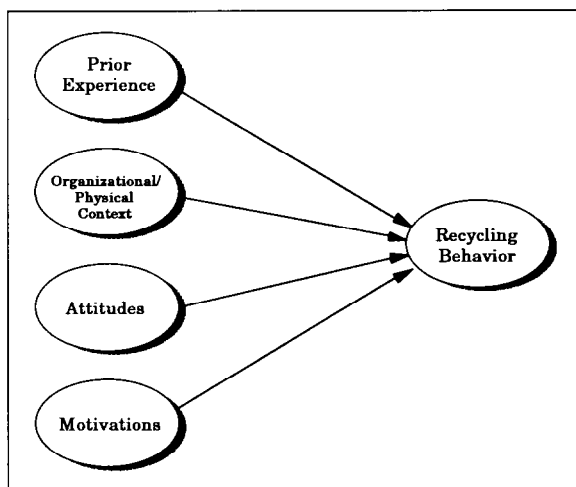 Prior
Experience
Organizational/
Physical
Context
Attitudes
Motivations
Recycling
Behavior